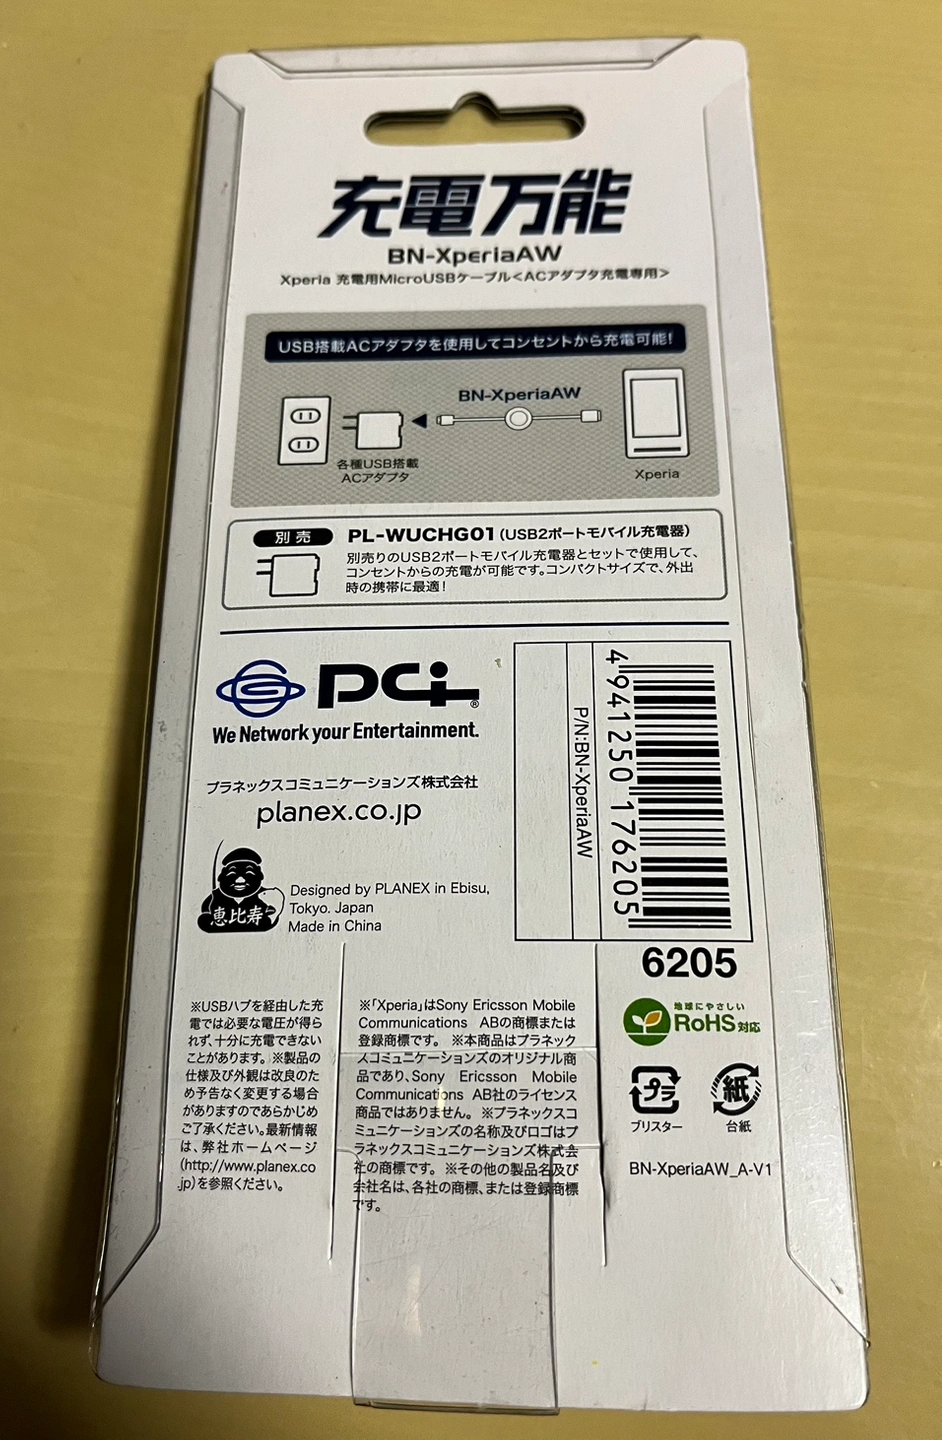 充電万能
BN-XperiaAW
Xperia 充電用MicroUSBケーブル<ACアダプタ充電専用>
USB搭載ACアダプタを使用してコンセントから充電可能!
BN-XperiaAW
各種USB搭載
ACアダプタ
Xperia
別売
PL-WUCHG01(USB2ポートモバイル充電器)
別売りのUSB2ポートモバイル充電器とセットで使用して、
コンセントからの充電が可能です。コンパクトサイズで、外出
時の携帯に最適!
PCi®
We Network your Entertainment.
プラネックスコミュニケーションズ株式会社
planex.co.jp
恵比寿
Designed by PLANEX in Ebisu,
Tokyo. Japan
Made in China
P/N:BN-XperiaAW
4941250176205
6205
※USBハブを経由した充
電では必要な電圧が得ら
れず、十分に充電できない
ことがあります。※製品の
仕様及び外観は改良のた
め予告なく変更する場合
がありますのであらかじめ
ご了承ください。最新情報
は、弊社ホームページ
(http://www.planex.co
.jp)を参照ください。
※「Xperia」はSony Ericsson Mobile
Communications ABの商標または
登録商標です。 ※本商品はプラネック
スコミュニケーションズのオリジナル商
品であり、Sony Ericsson Mobile
Communications AB社のライセンス
商品ではありません。※プラネックスコ
ミュニケーションズの名称及びロゴはプ
ラネックスコミュニケーションズ株式会
社の商標です。 ※その他の製品名及び
会社名は、各社の商標、または登録商標
です。
地球にやさしい
RoHS対応
プラ
ブリスター
紙
台紙
BN-XperiaAW_A-V1